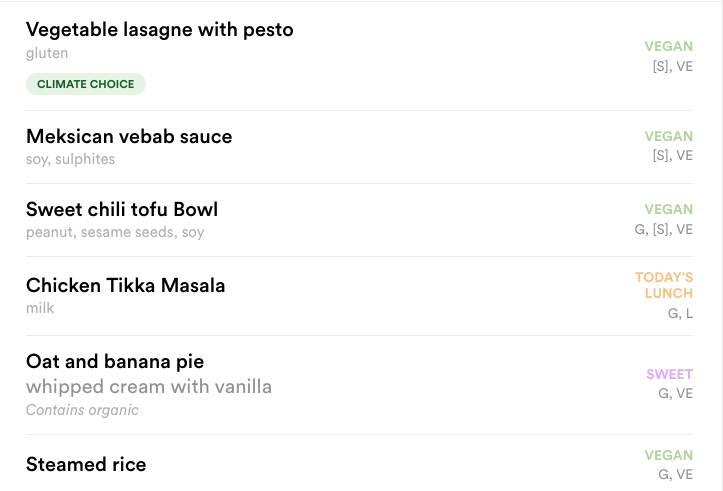 Vegetable lasagne with pesto
gluten
CLIMATE CHOICE
VEGAN
[S], VE
Meksican vebab sauce
soy, sulphites
VEGAN
[S], VE
Sweet chili tofu Bowl
peanut, sesame seeds, soy
VEGAN
G, [S], VE
Chicken Tikka Masala
milk
TODAY'S
LUNCH
G, L
Oat and banana pie
whipped cream with vanilla
Contains organic
SWEET
G, VE
Steamed rice
VEGAN
G, VE